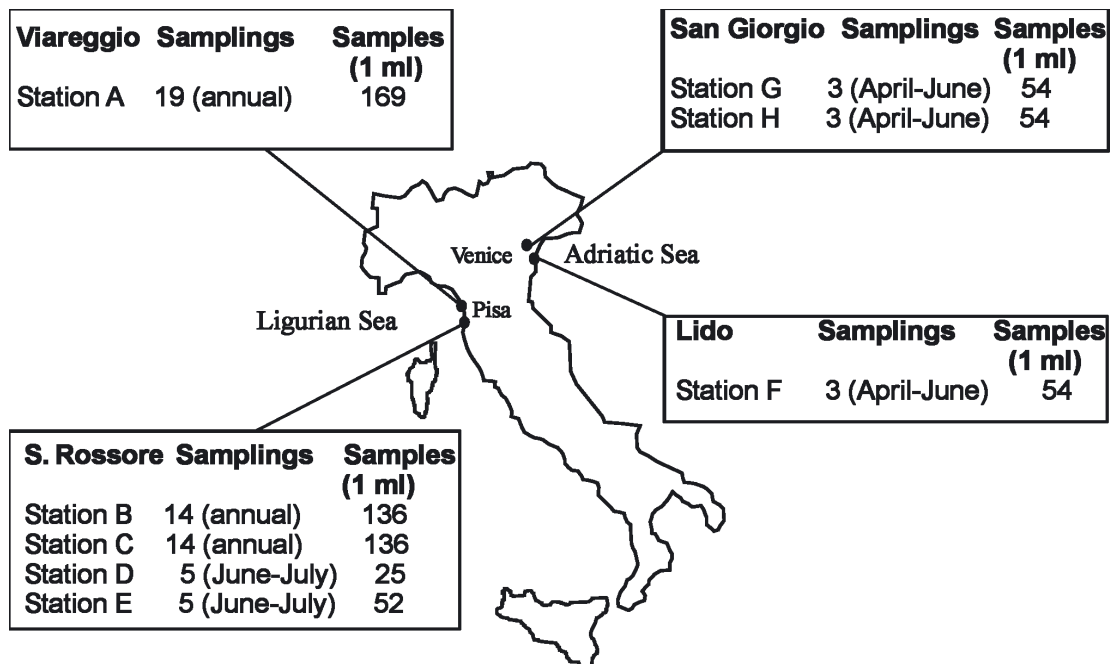 Viareggio Samplings Samples
(1 ml)
Station A 19 (annual) 169
San Giorgio Samplings Samples
(1 ml)
Station G 3 (April-June) 54
Station H 3 (April-June) 54
Venice
Adriatic Sea
Ligurian Sea
Pisa
Lido Samplings Samples
(1 ml)
Station F 3 (April-June) 54
S. Rossore Samplings Samples
(1 ml)
Station B 14 (annual) 136
Station C 14 (annual) 136
Station D 5 (June-July) 25
Station E 5 (June-July) 52